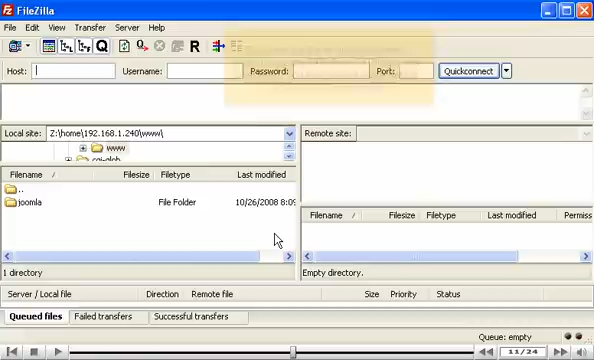 FileZilla
File Edit View Transfer Server Help
Host: Username: Password: Port: Quickconnect
Local site: Z:\home\192.168.1.240\www\ Remote site:
www
cgi-glob
Filename / Filesize Filetype Last modified
..
joomla File Folder 10/26/2008 8:09
1 directory
Filename / Filesize Filetype Last modified Permiss
Empty directory.
Server / Local file Direction Remote file Size Priority Status
Queued files Failed transfers Successful transfers
Queue: empty
11/24